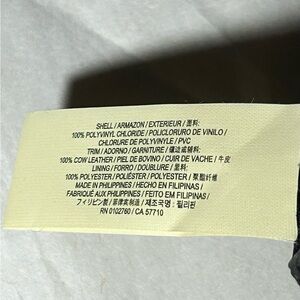 SHELL / ARMAZON / EXTERIEUR / 面料:
100% POLYVINYL CHLORIDE / POLICLORURO DE VINILO /
CHLORURE DE POLYVINYLE / PVC
TRIM / ADORNO / GARNITURE / 镶边或辅料:
100% COW LEATHER / PIEL DE BOVINO / CUIR DE VACHE / 牛皮
LINING / FORRO / DOUBLURE / 里料:
100% POLYESTER / POLIÉSTER / POLYESTER / 聚酯纤维
MADE IN PHILIPPINES / HECHO EN FILIPINAS /
FABRIQUÉ AUX PHILIPPINES / FEITO EM FILIPINAS /
フィリピン製 / 菲律宾制造 / 제조국명 : 필리핀
RN 0102760 / CA 57710